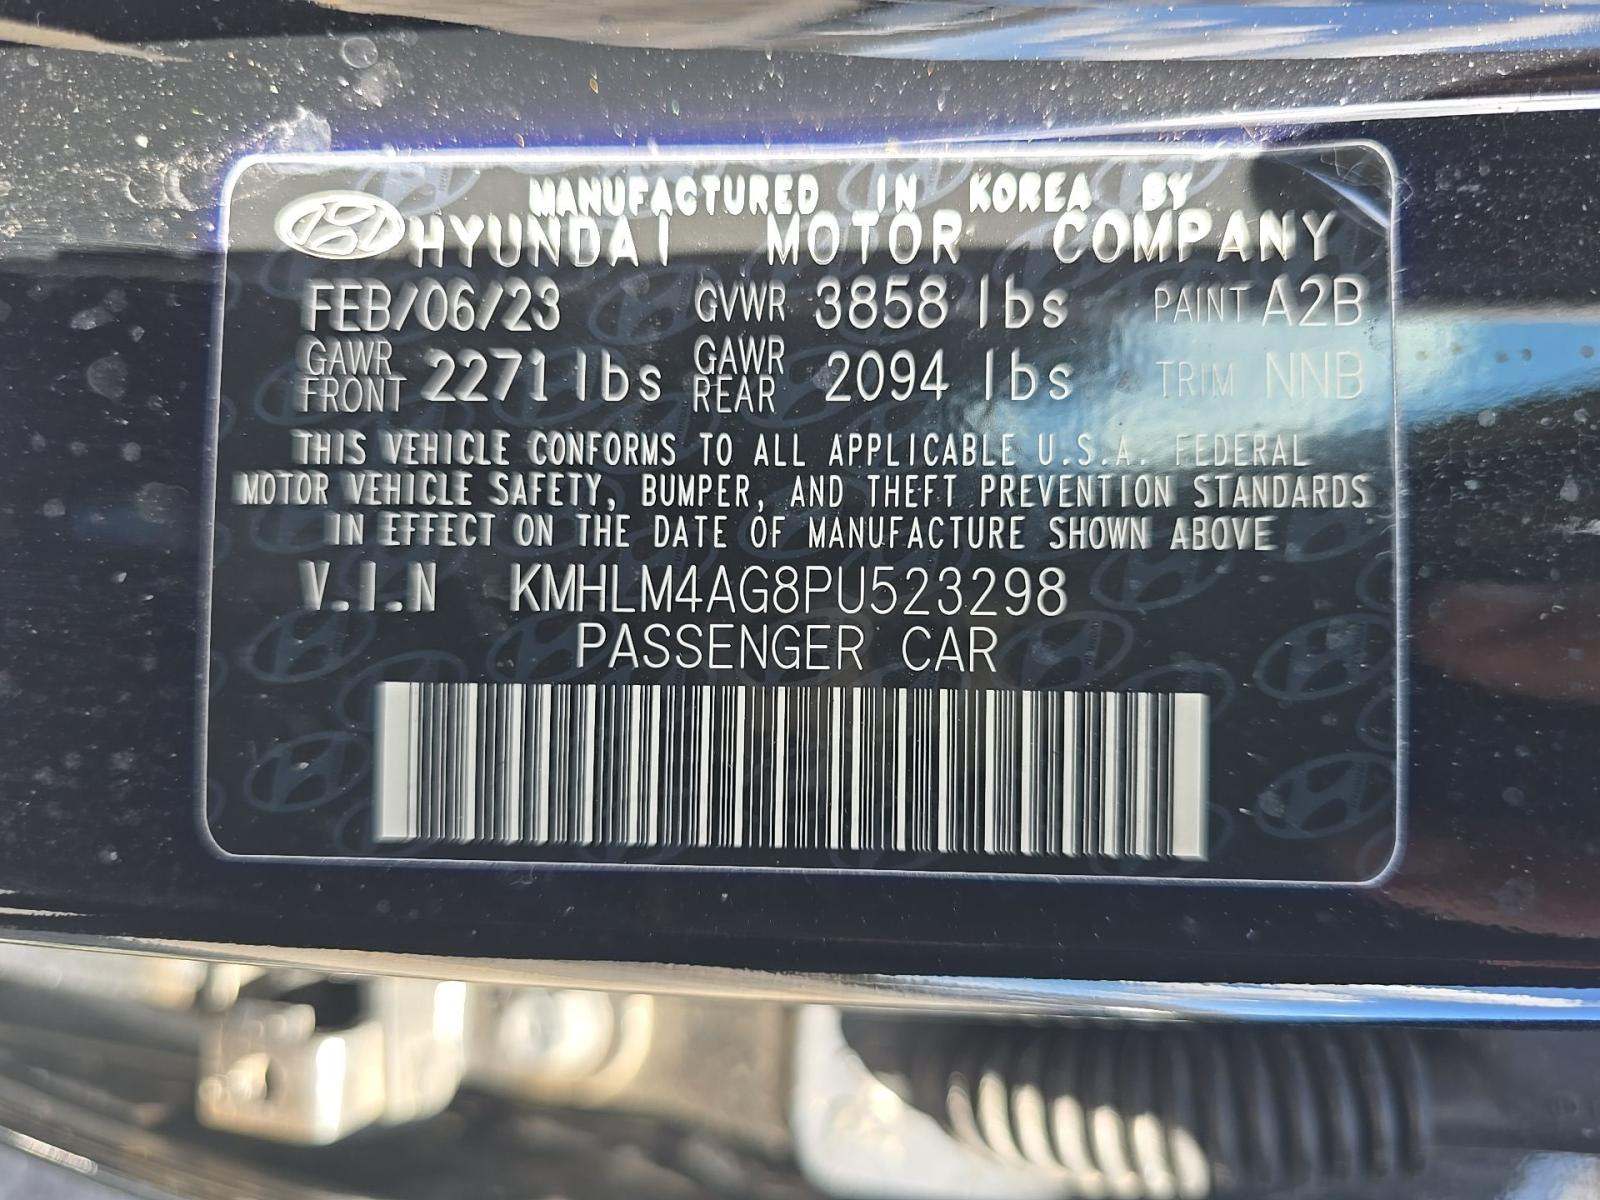 MANUFACTURED IN KOREA BY
HYUNDAI MOTOR COMPANY
FEB/06/23 GVWR 3858 lbs PAINT A2B
GAWR FRONT 2271 lbs GAWR REAR 2094 lbs TRIM NNB
THIS VEHICLE CONFORMS TO ALL APPLICABLE U.S.A. FEDERAL
MOTOR VEHICLE SAFETY, BUMPER, AND THEFT PREVENTION STANDARDS
IN EFFECT ON THE DATE OF MANUFACTURE SHOWN ABOVE
V.I.N KMHLM4AG8PU523298
PASSENGER CAR